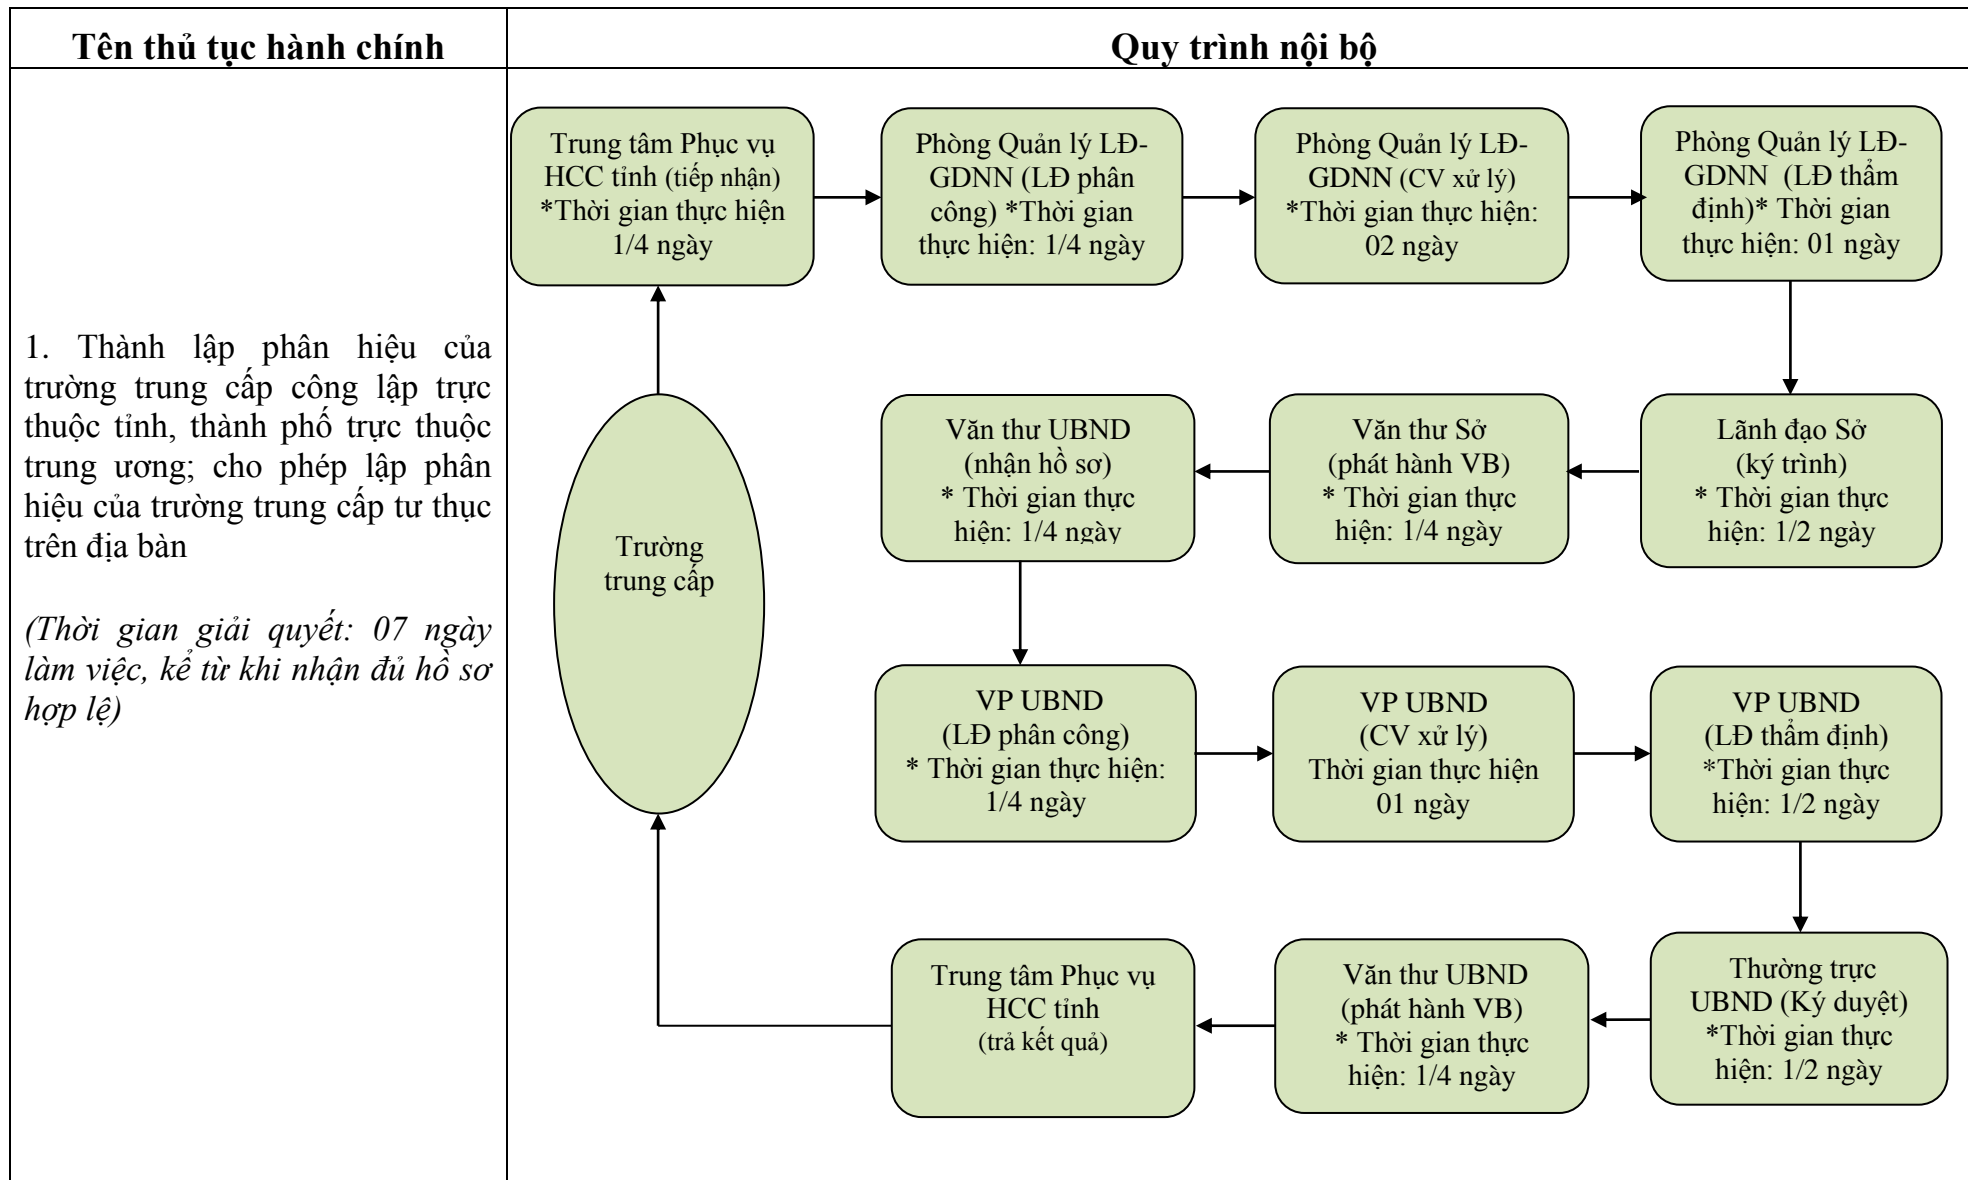 Tên thủ tục hành chính
Quy trình nội bộ
1. Thành lập phân hiệu của
trường trung cấp công lập trực
thuộc tỉnh, thành phố trực thuộc
trung ương; cho phép lập phân
hiệu của trường trung cấp tư thục
trên địa bàn
(Thời gian giải quyết: 07 ngày
làm việc, kể từ khi nhận đủ hồ sơ
hợp lệ)
Trung tâm Phục vụ
HCC tỉnh (tiếp nhận)
*Thời gian thực hiện
1/4 ngày
Phòng Quản lý LĐ-
GDNN (LĐ phân
công) *Thời gian
thực hiện: 1/4 ngày
Phòng Quản lý LĐ-
GDNN (CV xử lý)
*Thời gian thực hiện:
02 ngày
Phòng Quản lý LĐ-
GDNN (LĐ thẩm
định)* Thời gian
thực hiện: 01 ngày
Trường
trung cấp
Văn thư UBND
(nhận hồ sơ)
* Thời gian thực
hiện: 1/4 ngày
Văn thư Sở
(phát hành VB)
* Thời gian thực
hiện: 1/4 ngày
Lãnh đạo Sở
(ký trình)
* Thời gian thực
hiện: 1/2 ngày
VP UBND
(LĐ phân công)
* Thời gian thực hiện:
1/4 ngày
VP UBND
(CV xử lý)
Thời gian thực hiện
01 ngày
VP UBND
(LĐ thẩm định)
*Thời gian thực
hiện: 1/2 ngày
Trung tâm Phục vụ
HCC tỉnh
(trả kết quả)
Văn thư UBND
(phát hành VB)
* Thời gian thực
hiện: 1/4 ngày
Thường trực
UBND (Ký duyệt)
*Thời gian thực
hiện: 1/2 ngày